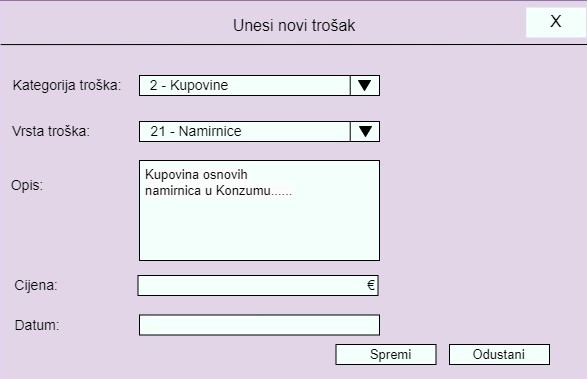 Unesi novi trošak
X
Kategorija troška: 2 - Kupovine
Vrsta troška: 21 - Namirnice
Opis:
Kupovina osnovih
namirnica u Konzumu......
Cijena: €
Datum:
Spremi Odustani